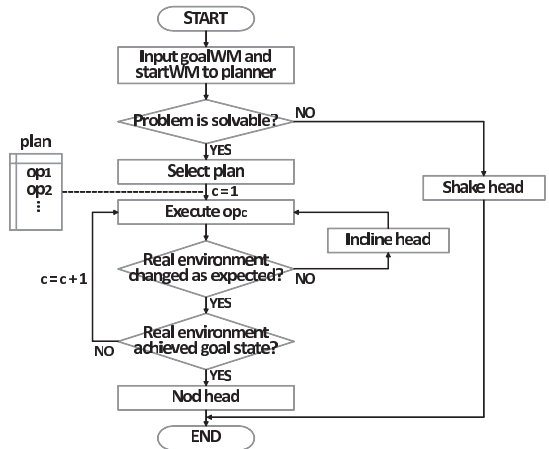 START
Input goalWM and
startWM to planner
Problem is solvable?
NO
YES
plan
op1
op2
⋮
Select plan
c=1
Shake head
Execute opc
Incline head
Real environment
changed as expected?
NO
c=c+1
YES
Real environment
achieved goal state?
NO
YES
Nod head
END